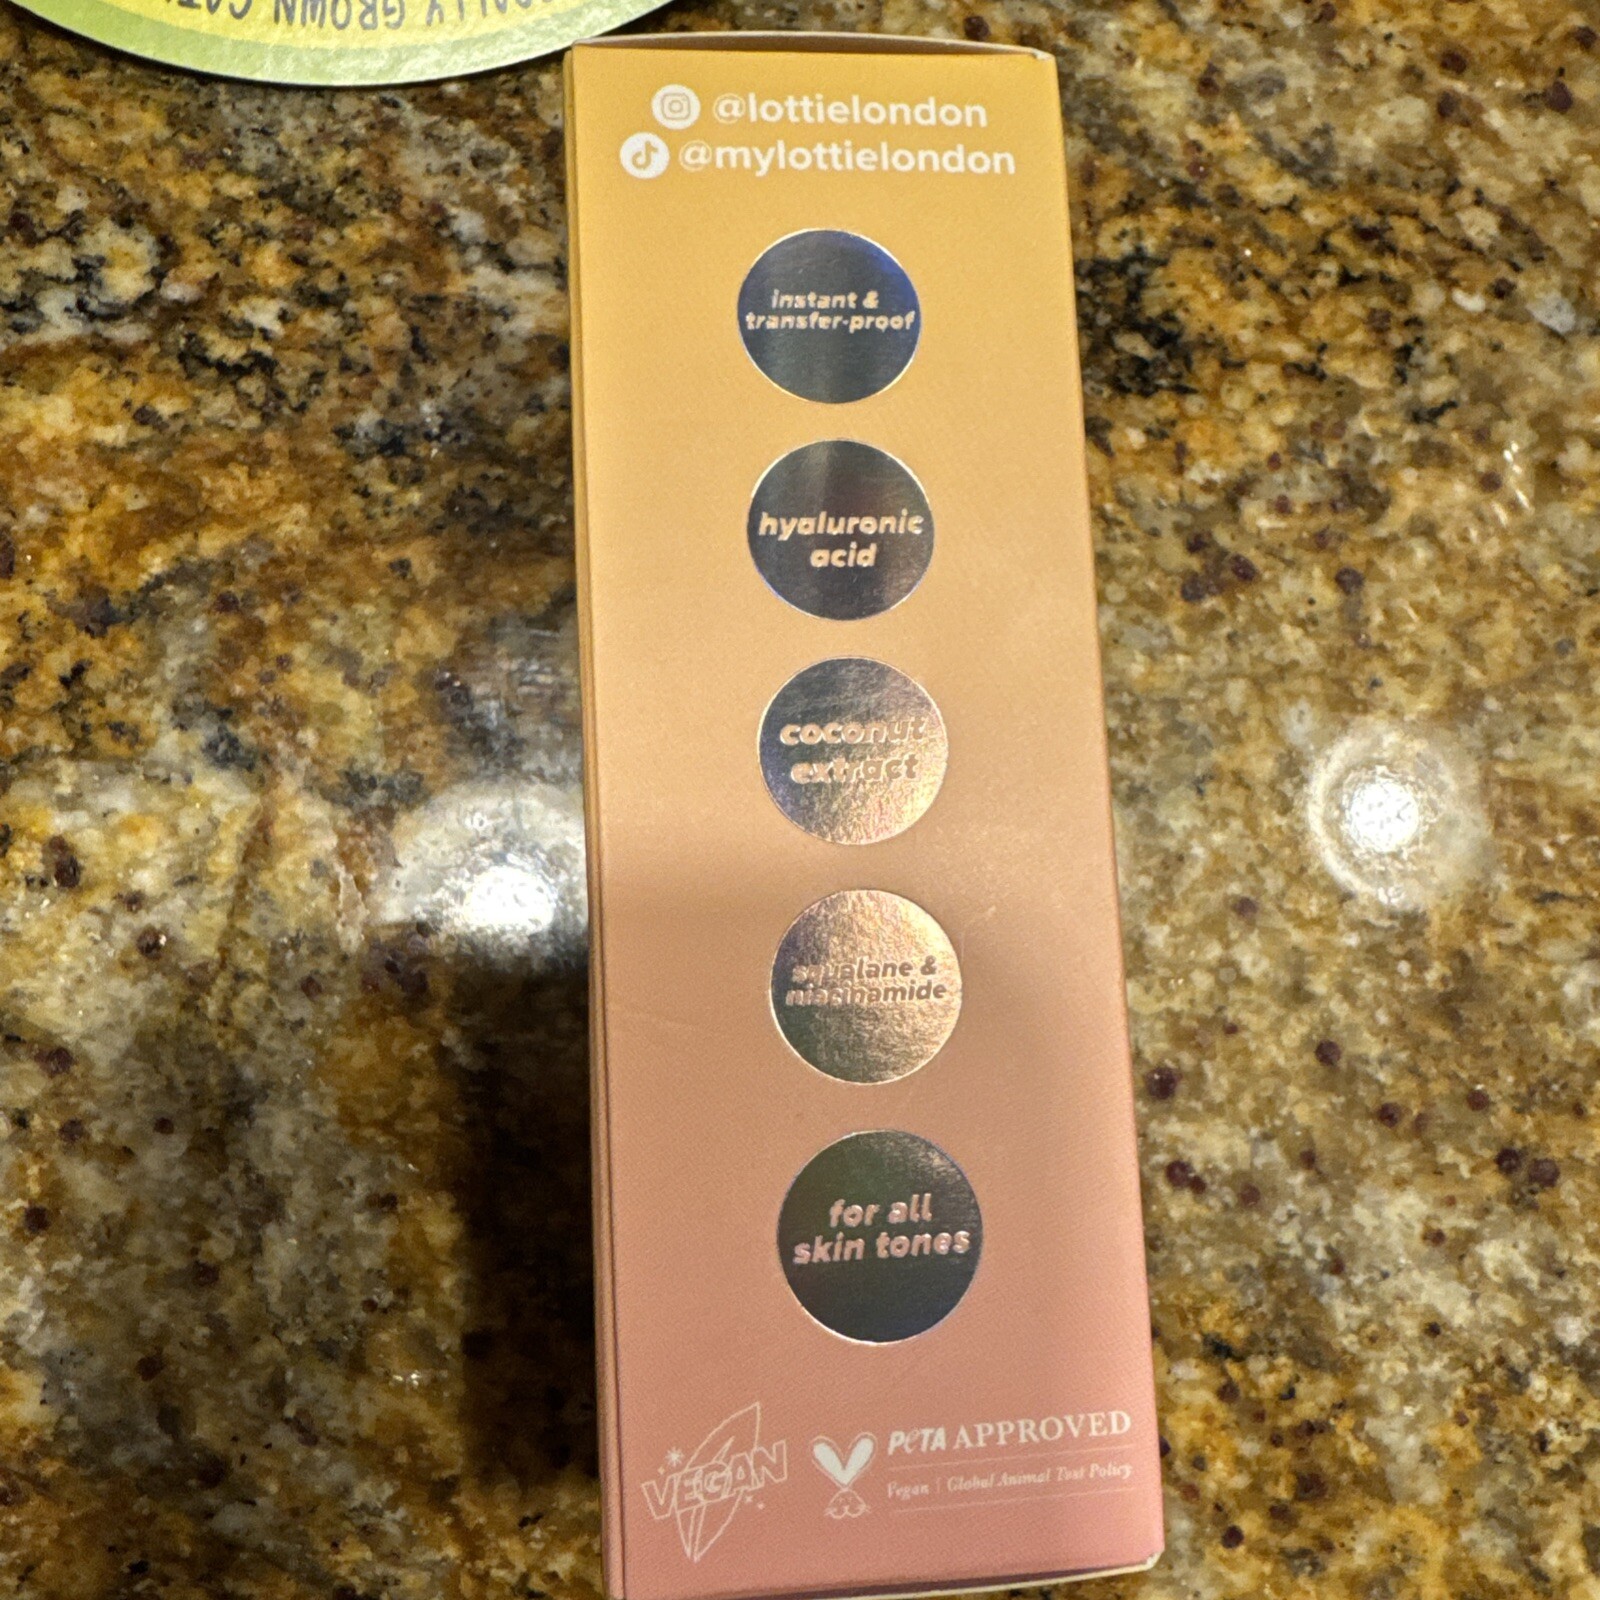 GROWN
@lottielondon
@mylottielondon
instant &
transfer-proof
hyaluronic
acid
coconut
extract
squalane &
niacinamide
for all
skin tones
VEGAN
PETA APPROVED
Vegan | Global Animal Test Policy